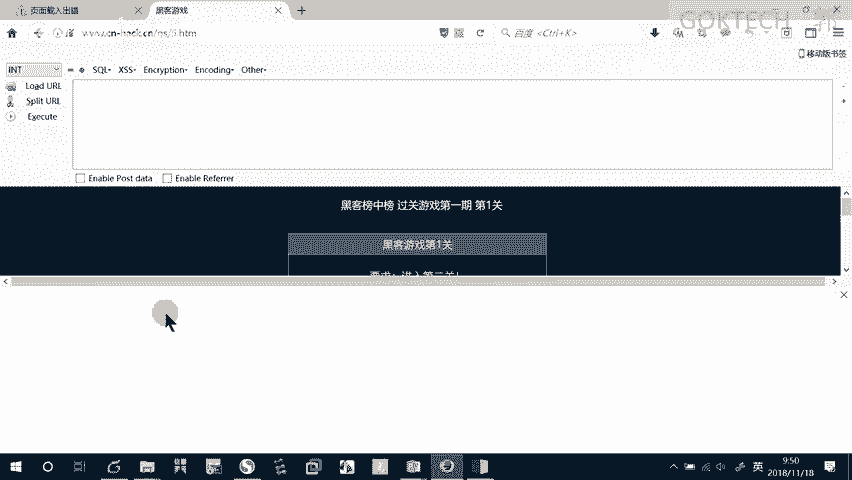 GOKTECH
页面载入出错
黑客游戏
www.cn-hack.cn/qs/5.htm
百度 <Ctrl+K>
移动版书签
INT
SQL
XSS
Encryption
Encoding
Other
Load URL
Split URL
Execute
Enable Post data
Enable Referrer
黑客榜中榜 过关游戏第一期 第1关
黑客游戏第1关
要求：进入第二关！
英
9:50
2018/11/18